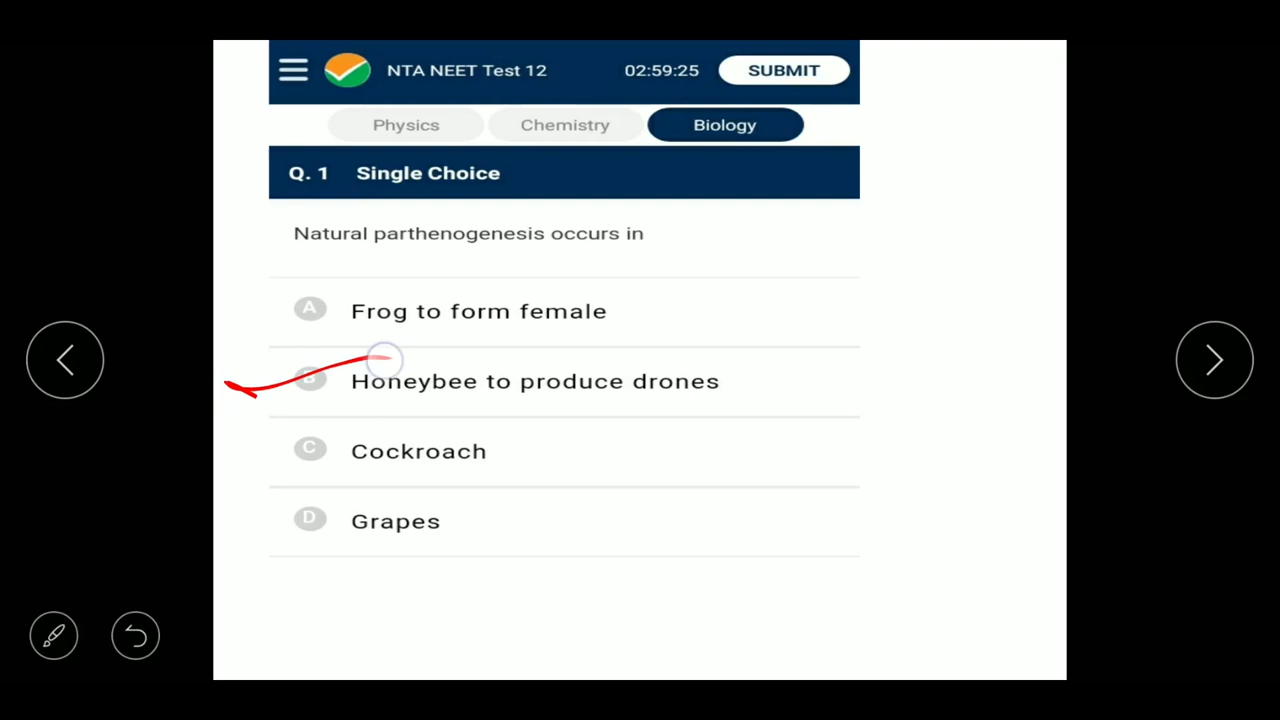 NTA NEET Test 12 02:59:25 SUBMIT
Physics Chemistry Biology
Q. 1 Single Choice
Natural parthenogenesis occurs in
A Frog to form female
B Honeybee to produce drones
C Cockroach
D Grapes